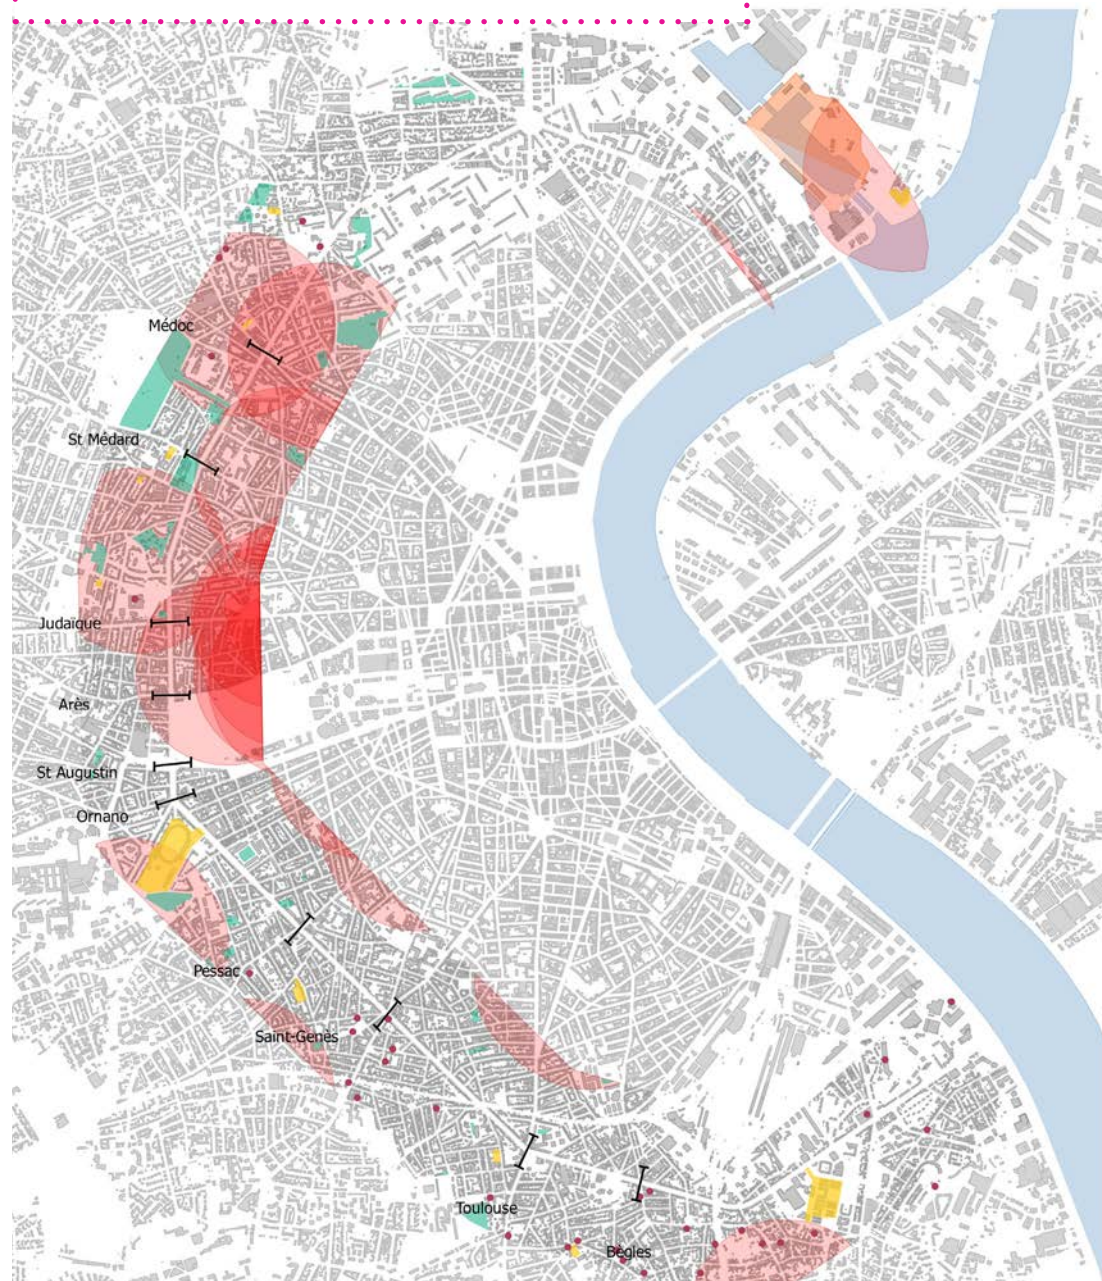 Médoc
St Médard
Judaïque
Arès
St Augustin
Ornano
Pessac
Saint-Genès
Toulouse
Bègles